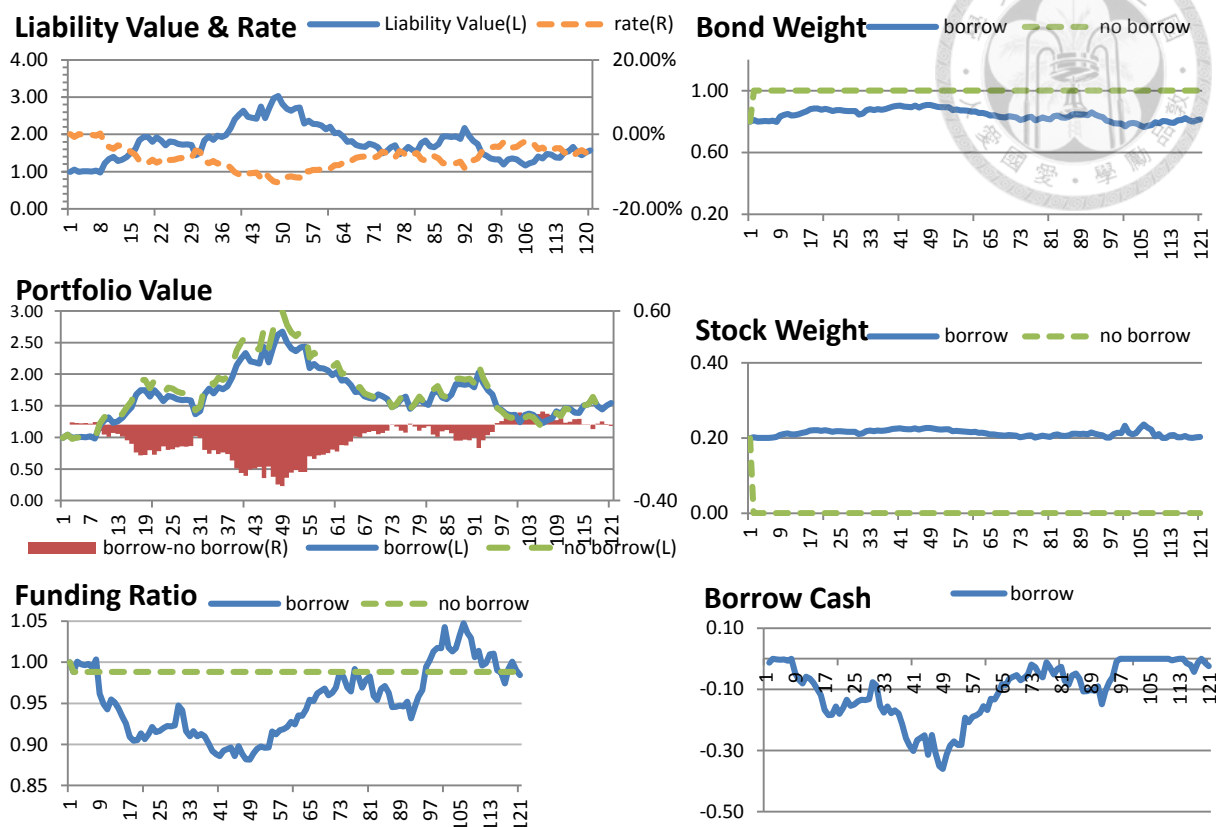 Liability Value & Rate
Liability Value(L) rate(R)
4.00 3.00 2.00 1.00 0.00
20.00% 0.00% -20.00%
1 8 15 22 29 36 43 50 57 64 71 78 85 92 99 106 113 120
Bond Weight
borrow no borrow
1.00 0.60 0.20
1 9 17 25 33 41 49 57 65 73 81 89 97 105 113 121
愛國愛・學勵品敦
Portfolio Value
3.00 2.50 2.00 1.50 1.00 0.50 0.00
0.60 -0.40
1 7 13 19 25 31 37 43 49 55 61 67 73 79 85 91 97 103 109 115 121
borrow-no borrow(R) borrow(L) no borrow(L)
Stock Weight
borrow no borrow
0.40 0.20 0.00
1 9 17 25 33 41 49 57 65 73 81 89 97 105 113 121
Funding Ratio
borrow no borrow
1.05 1.00 0.95 0.90 0.85
1 9 17 25 33 41 49 57 65 73 81 89 97 105 113 121
Borrow Cash
borrow
0.10 -0.10 -0.30 -0.50
1 9 17 25 33 41 49 57 65 73 81 89 97 105 113 121